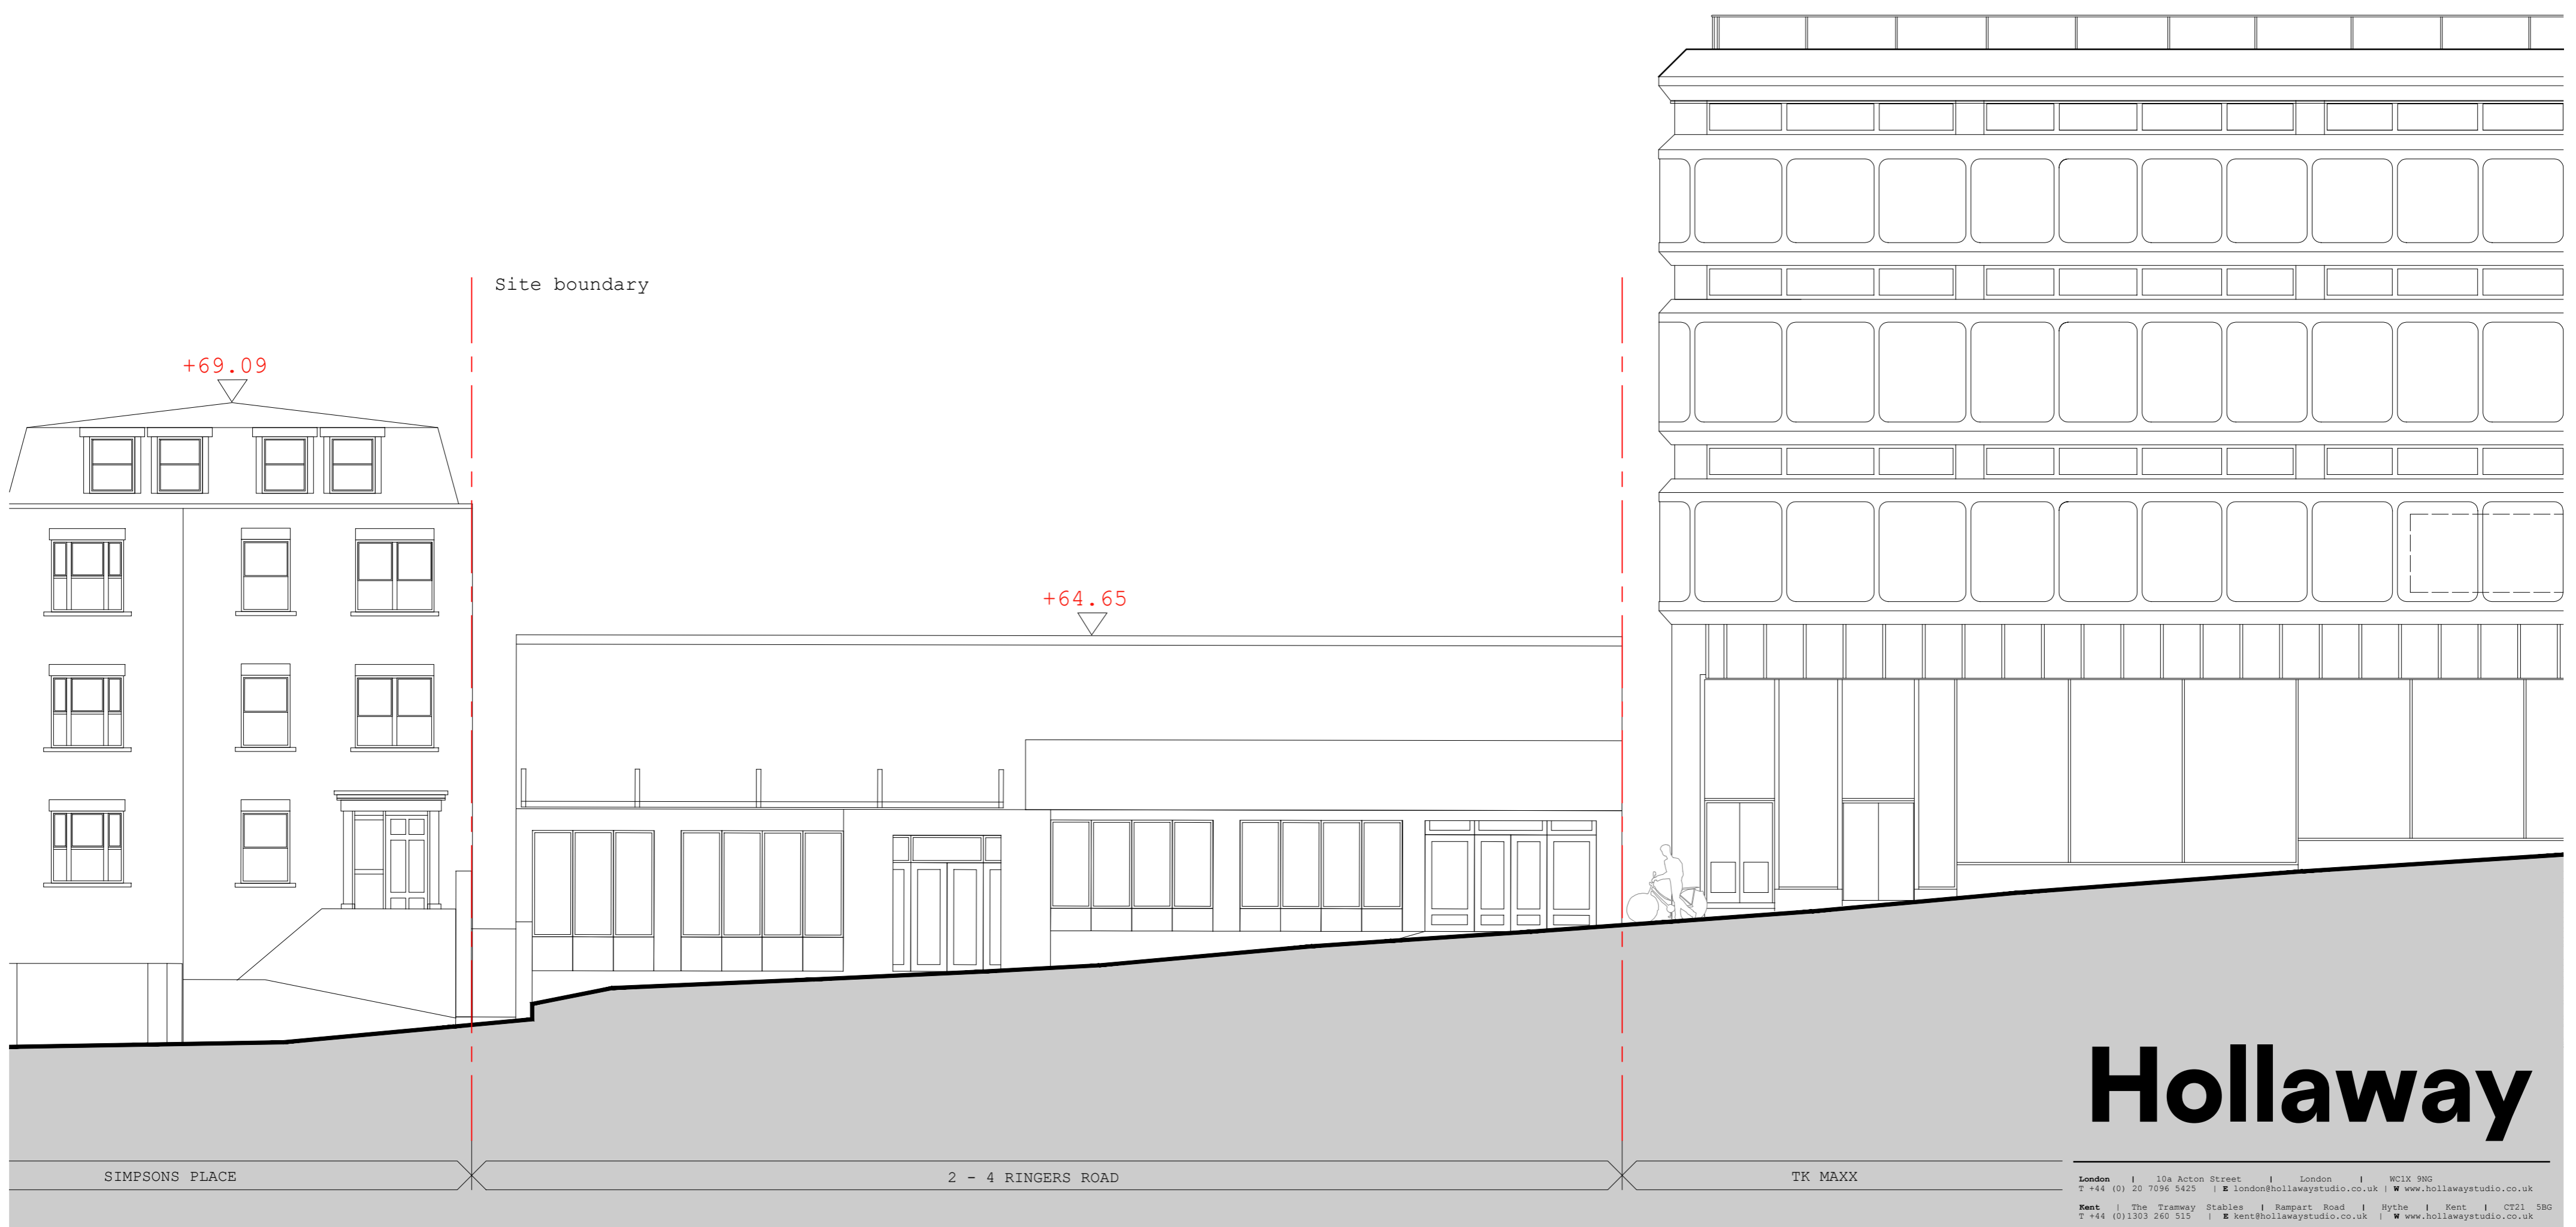 Site boundary
+69.09
+64.65
Hollaway
SIMPSONS PLACE
2 - 4 RINGERS ROAD
TK MAXX
London | 10a Acton Street | London | WC1X 9NG
T +44 (0) 20 7096 5425 | E london@hollawaystudio.co.uk | W www.hollawaystudio.co.uk
Kent | The Tramway Stables | Rampart Road | Hythe | Kent | CT21 5BG
T +44 (0)1303 260 515 | E kent@hollawaystudio.co.uk | W www.hollawaystudio.co.uk